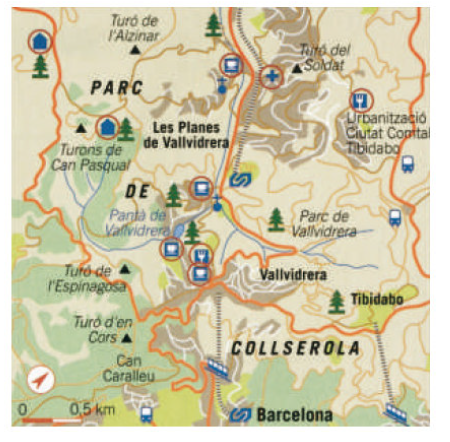 Turó de
l'Alzinar
Turó del
Soldat
PARC
Urbanització
Ciutat Comtal
Tibidabo
Les Planes
de Vallvidrera
Turons de
Can Pasqual
DE
Pantà de
Vallvidrera
Parc de
Vallvidrera
Turó de
l'Espinagosa
Vallvidrera
Tibidabo
Turó d'en
Cors
COLLSEROLA
Can
Caralleu
0 0,5 km
Barcelona